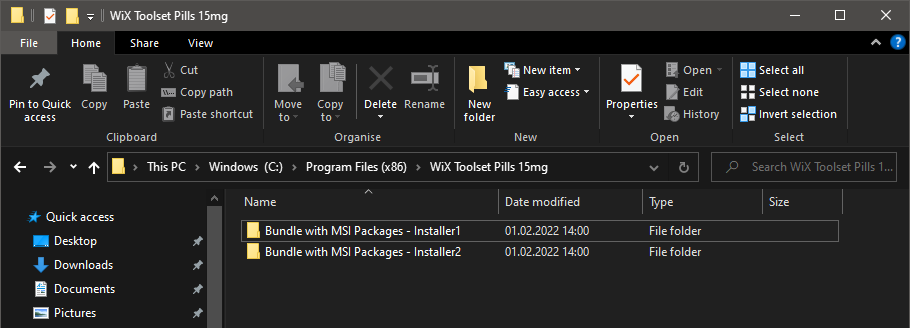 WiX Toolset Pills 15mg
File Home Share View
Pin to Quick access
Copy
Paste
Cut
Copy path
Paste shortcut
Clipboard
Move to
Copy to
Delete
Rename
Organise
New folder
New item
Easy access
New
Properties
Open
Edit
History
Open
Select all
Select none
Invert selection
Select
This PC > Windows (C:) > Program Files (x86) > WiX Toolset Pills 15mg
Search WiX Toolset Pills 1...
Quick access
Desktop
Downloads
Documents
Pictures
Name Date modified Type Size
Bundle with MSI Packages - Installer1 01.02.2022 14:00 File folder
Bundle with MSI Packages - Installer2 01.02.2022 14:00 File folder